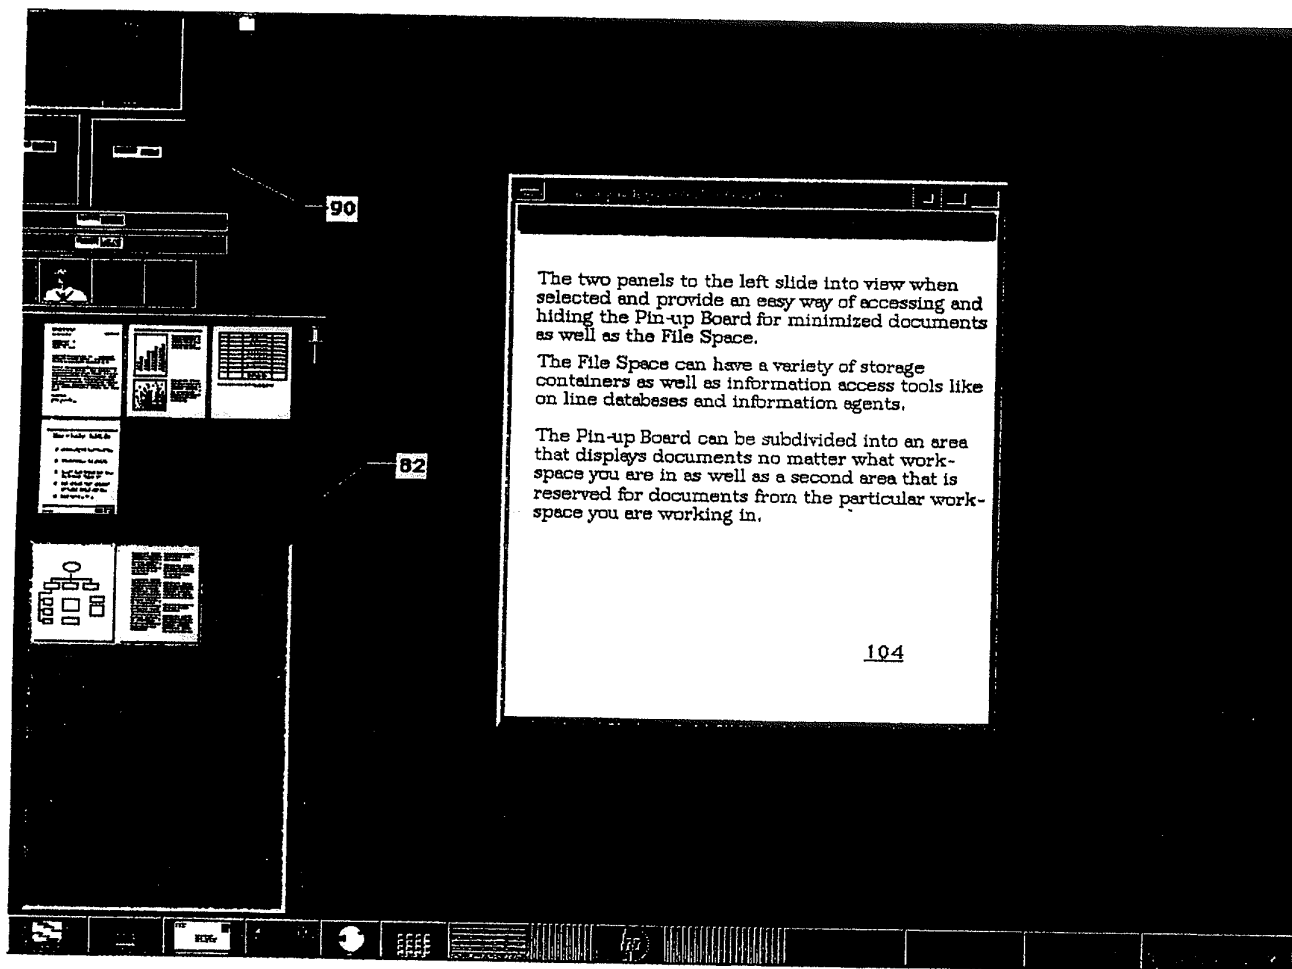 90
The two panels to the left slide into view when
selected and provide an easy way of accessing and
hiding the Pin-up Board for minimized documents
as well as the File Space.
The File Space can have a variety of storage
containers as well as information access tools like
on line databases and information agents.
82
The Pin-up Board can be subdivided into an area
that displays documents no matter what work-
space you are in as well as a second area that is
reserved for documents from the particular work-
space you are working in.
104
hp